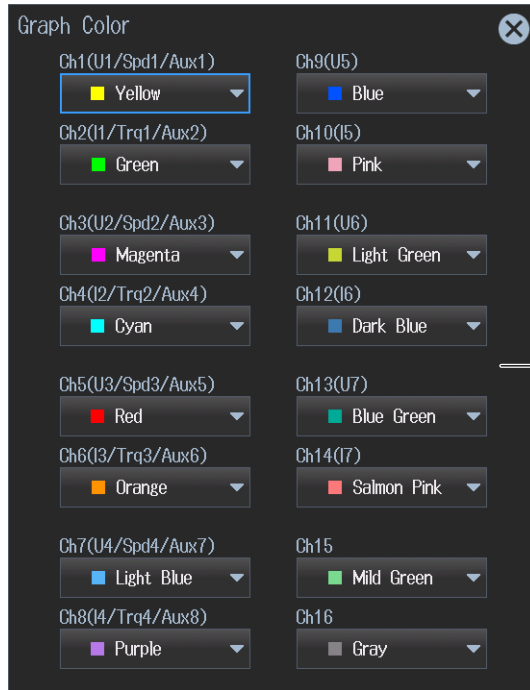 Graph Color
Ch1(U1/Spd1/Aux1)
Yellow
Ch2(I1/Trq1/Aux2)
Green
Ch3(U2/Spd2/Aux3)
Magenta
Ch4(I2/Trq2/Aux4)
Cyan
Ch5(U3/Spd3/Aux5)
Red
Ch6(I3/Trq3/Aux6)
Orange
Ch7(U4/Spd4/Aux7)
Light Blue
Ch8(I4/Trq4/Aux8)
Purple
Ch9(U5)
Blue
Ch10(I5)
Pink
Ch11(U6)
Light Green
Ch12(I6)
Dark Blue
Ch13(U7)
Blue Green
Ch14(I7)
Salmon Pink
Ch15
Mild Green
Ch16
Gray